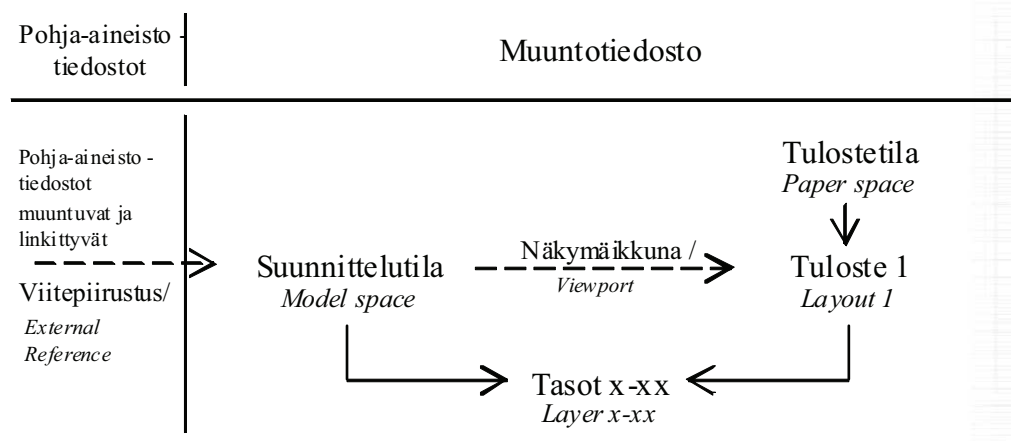 Pohja-aineisto -
tiedostot
Muuntotiedosto
Pohja-aineisto -
tiedostot
muuntuvat ja
linkittyvät
Viitepiirustus/
External
Reference
Suunnittelutila
Model space
Näkymäikkuna /
Viewport
Tulostetila
Paper space
Tuloste 1
Layout 1
Tasot x-xx
Layer x-xx